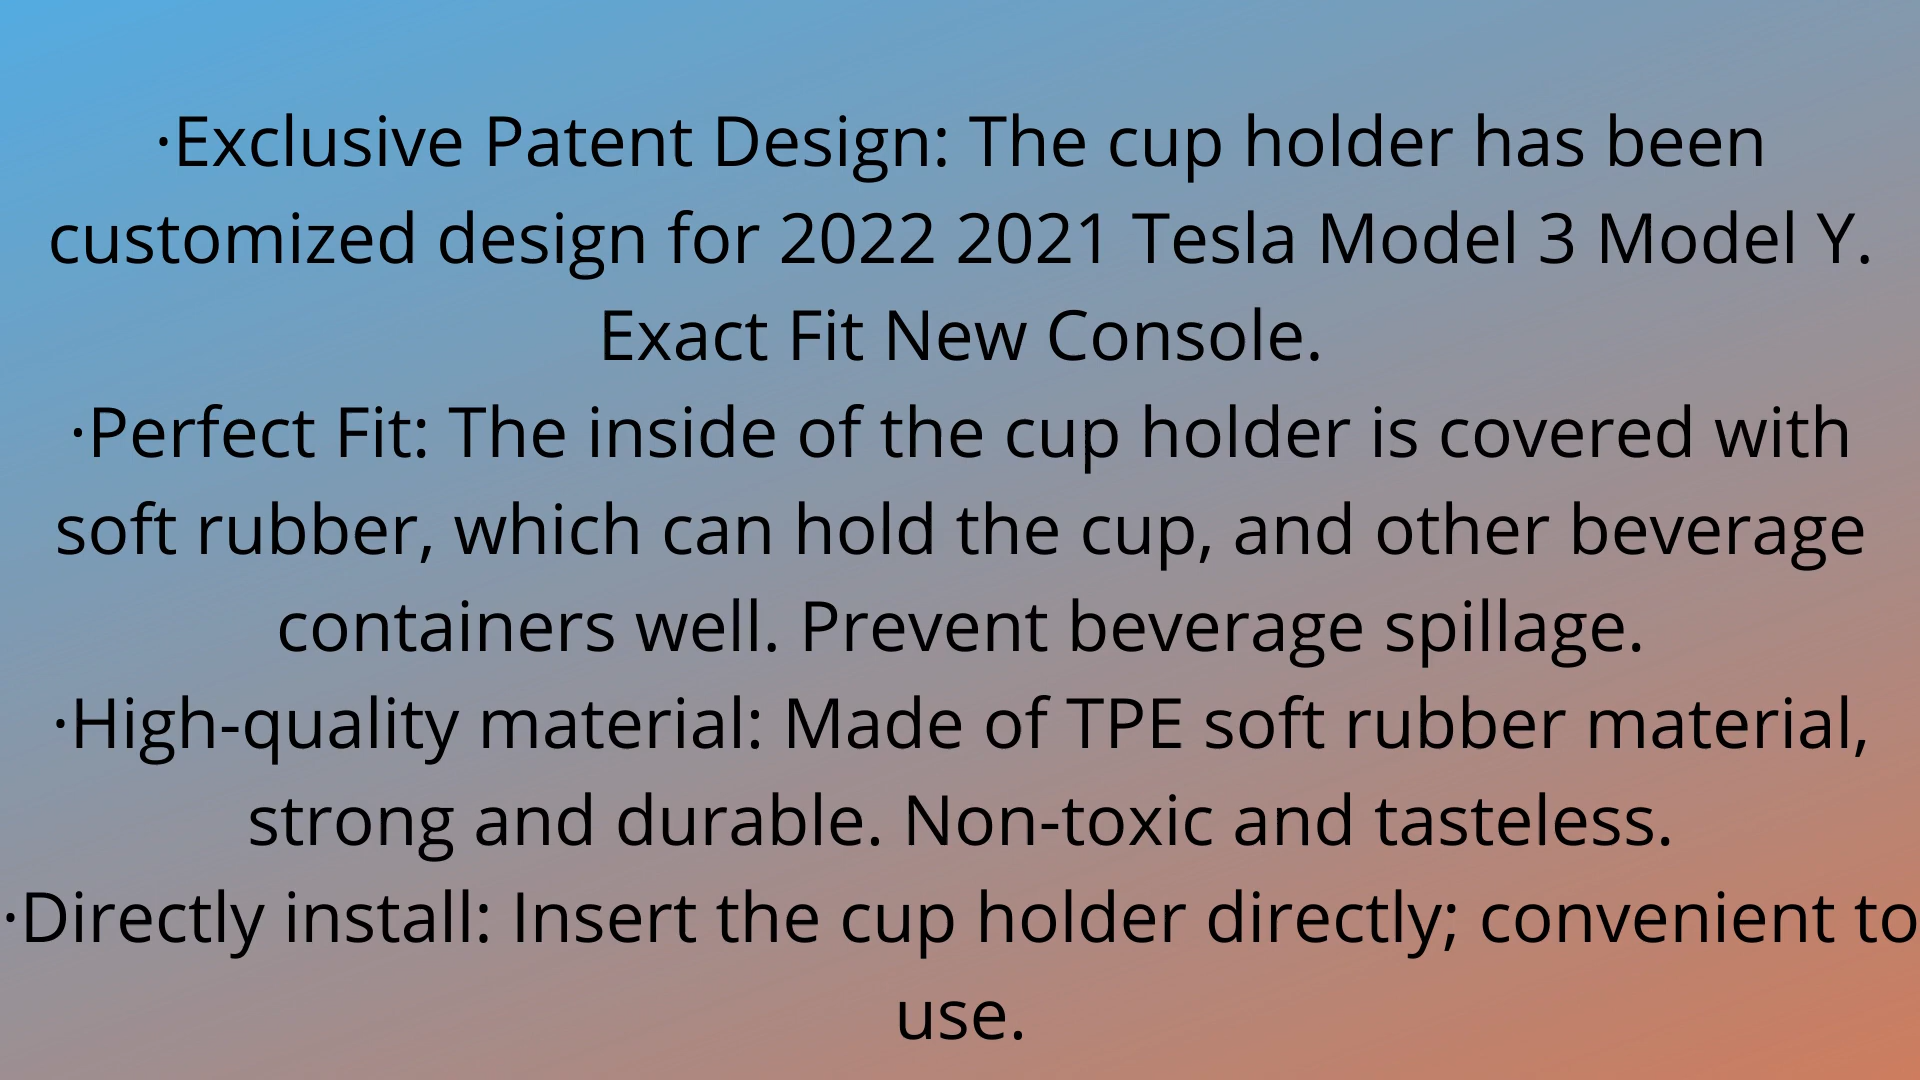 ·Exclusive Patent Design: The cup holder has been
customized design for 2022 2021 Tesla Model 3 Model Y.
Exact Fit New Console.
·Perfect Fit: The inside of the cup holder is covered with
soft rubber, which can hold the cup, and other beverage
containers well. Prevent beverage spillage.
·High-quality material: Made of TPE soft rubber material,
strong and durable. Non-toxic and tasteless.
·Directly install: Insert the cup holder directly; convenient to
use.